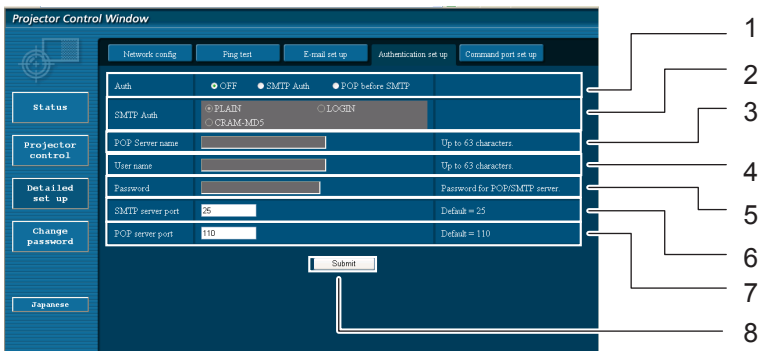 Projector Control Window
Network config Ping test E-mail set up Authentication set up Command port set up
Auth OFF SMTP Auth POP before SMTP 1
Status
SMTP Auth PLAIN LOGIN 2
CRAM-MD5
Projector control
POP Server name Up to 63 characters. 3
User name Up to 63 characters. 4
Detailed set up
Password Password for POP/SMTP server. 5
SMTP server port 25 Default = 25 6
Change password
POP server port 110 Default = 110 7
Submit
Japanese
8